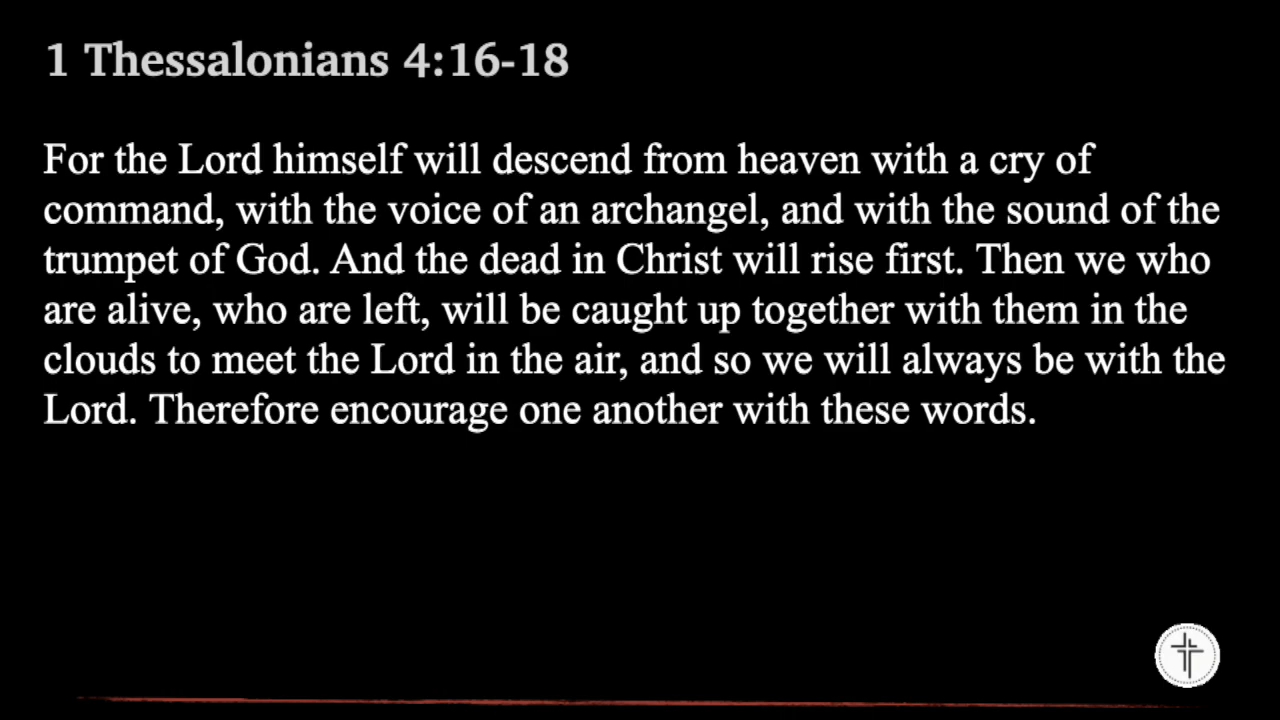 1 Thessalonians 4:16-18
For the Lord himself will descend from heaven with a cry of
command, with the voice of an archangel, and with the sound of the
trumpet of God. And the dead in Christ will rise first. Then we who
are alive, who are left, will be caught up together with them in the
clouds to meet the Lord in the air, and so we will always be with the
Lord. Therefore encourage one another with these words.